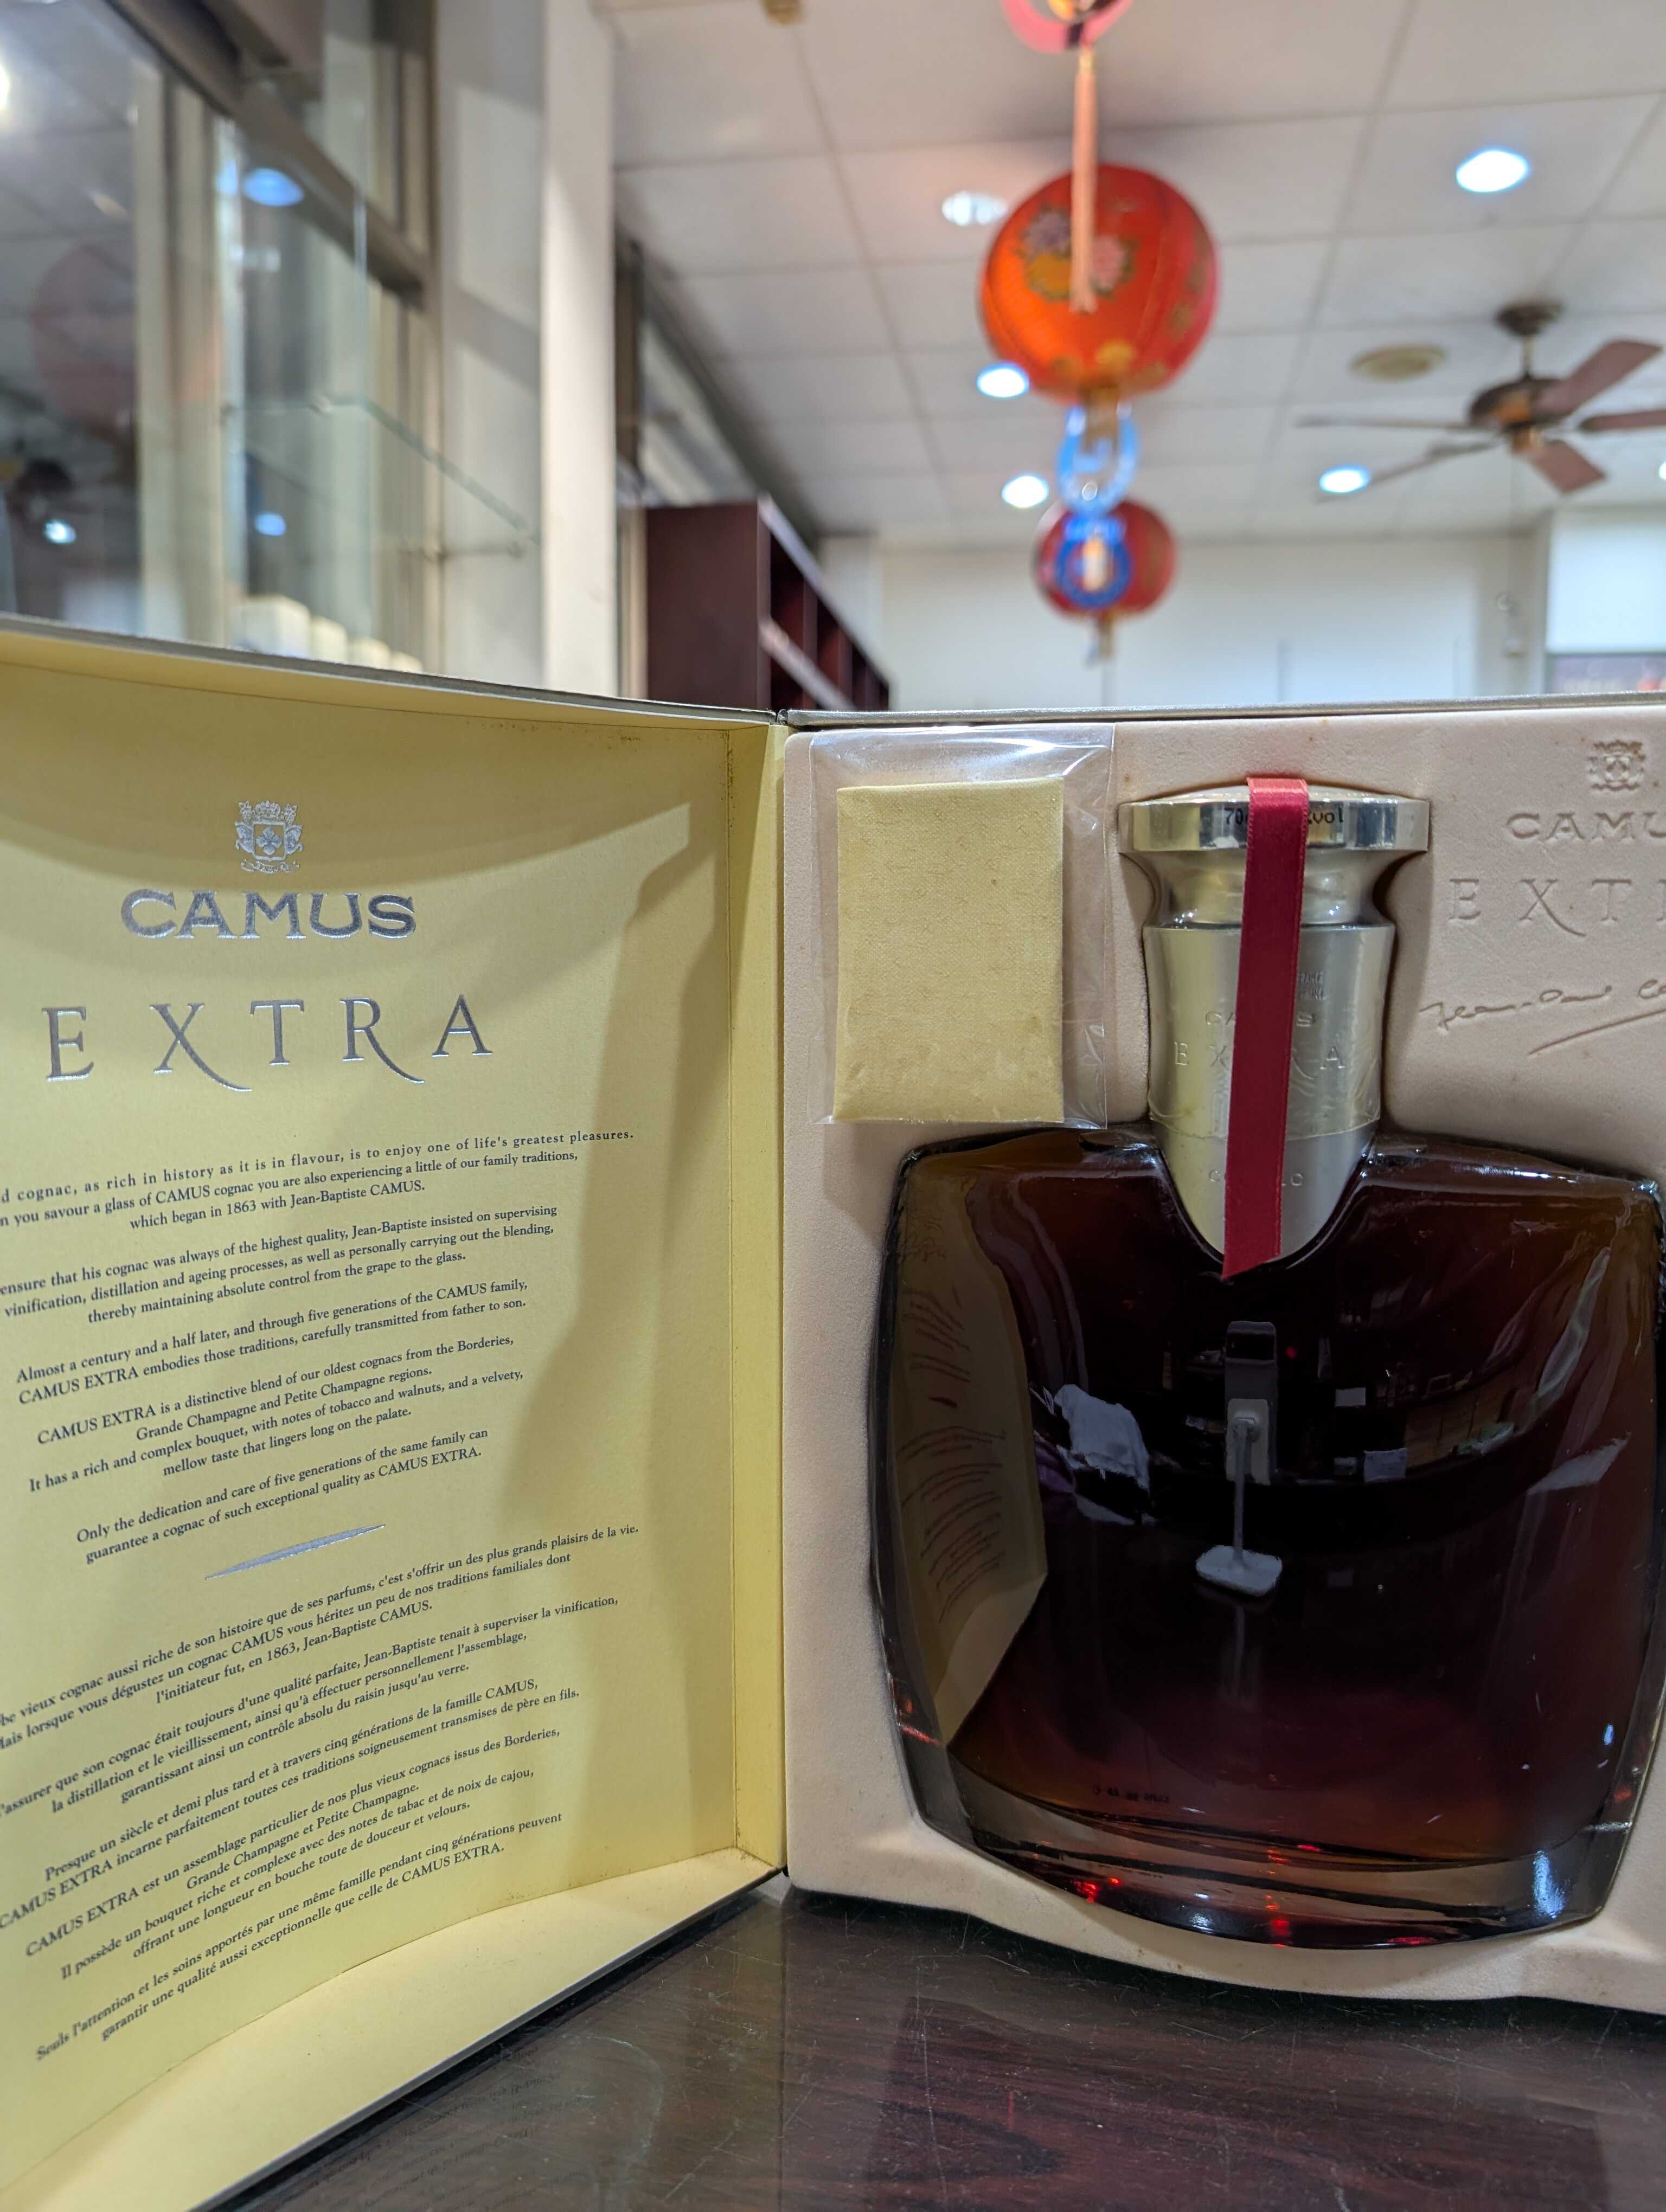 CAMUS
EXTRA
d cognac, as rich in history as it is in flavour, is to enjoy one of life's greatest pleasures.
n you savour a glass of CAMUS cognac you are also experiencing a little of our family traditions,
which began in 1863 with Jean-Baptiste CAMUS.
ensure that his cognac was always of the highest quality, Jean-Baptiste insisted on supervising
vinification, distillation and ageing processes, as well as personally carrying out the blending,
thereby maintaining absolute control from the grape to the glass.
Almost a century and a half later, and through five generations of the CAMUS family,
CAMUS EXTRA embodies those traditions, carefully transmitted from father to son.
CAMUS EXTRA is a distinctive blend of our oldest cognacs from the Borderies,
Grande Champagne and Petite Champagne regions.
It has a rich and complex bouquet, with notes of tobacco and walnuts, and a velvety,
mellow taste that lingers long on the palate.
Only the dedication and care of five generations of the same family can
guarantee a cognac of such exceptional quality as CAMUS EXTRA.
be vieux cognac aussi riche de son histoire que de ses parfums, c'est s'offrir un des plus grands plaisirs de la vie.
ais lorsque vous dégustez un cognac CAMUS vous héritez un peu de nos traditions familiales dont
l'initiateur fut, en 1863, Jean-Baptiste CAMUS.
'assurer que son cognac était toujours d'une qualité parfaite, Jean-Baptiste tenait à superviser la vinification,
la distillation et le vieillissement, ainsi qu'à effectuer personnellement l'assemblage,
garantissant ainsi un contrôle absolu du raisin jusqu'au verre.
Presque un siècle et demi plus tard et à travers cinq générations de la famille CAMUS,
CAMUS EXTRA incarne parfaitement toutes ces traditions soigneusement transmises de père en fils.
CAMUS EXTRA est un assemblage particulier de nos plus vieux cognacs issus des Borderies,
Grande Champagne et Petite Champagne.
Il possède un bouquet riche et complexe avec des notes de tabac et de noix de cajou,
offrant une longueur en bouche toute de douceur et velours.
Seuls l'attention et les soins apportés par une même famille pendant cinq générations peuvent
garantir une qualité aussi exceptionnelle que celle de CAMUS EXTRA.
70 vol
CA S
EX RA
CO AC
CAMU
EXT
Jean-Paul